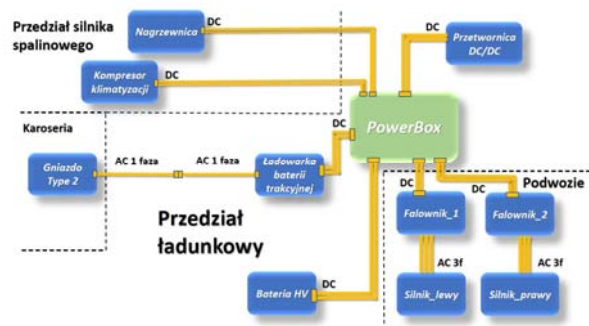 Przedział silnika
spalinowego
Nagrzewnica
DC
DC
Przetwornica
DC/DC
Kompresor
klimatyzacji
DC
PowerBox
Karoseria
DC
Gniazdo
Type 2
AC 1 faza
AC 1 faza
Ładowarka
baterii
trakcyjnej
Przedział
ładunkowy
Podwozie
DC
DC
Falownik_1
Falownik_2
AC 3f
AC 3f
Bateria HV
DC
Silnik_lewy
Silnik_prawy